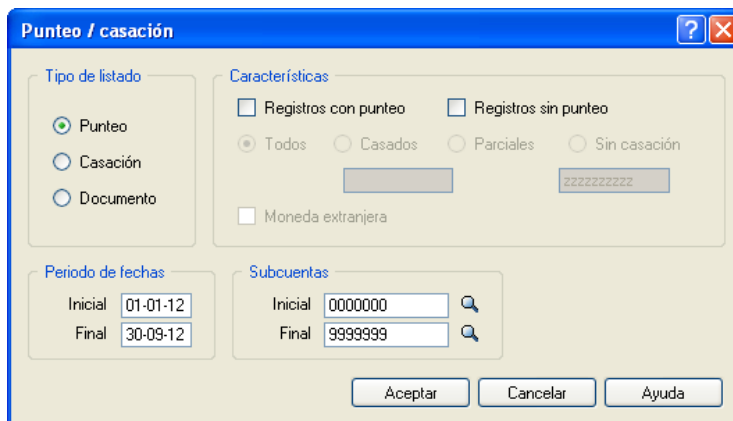 Punteo / casación
Tipo de listado
Punteo
Casación
Documento
Características
Registros con punteo Registros sin punteo
Todos Casados Parciales Sin casación
zzzzzzzzzz
Moneda extranjera
Periodo de fechas
Inicial 01-01-12
Final 30-09-12
Subcuentas
Inicial 0000000
Final 9999999
Aceptar Cancelar Ayuda